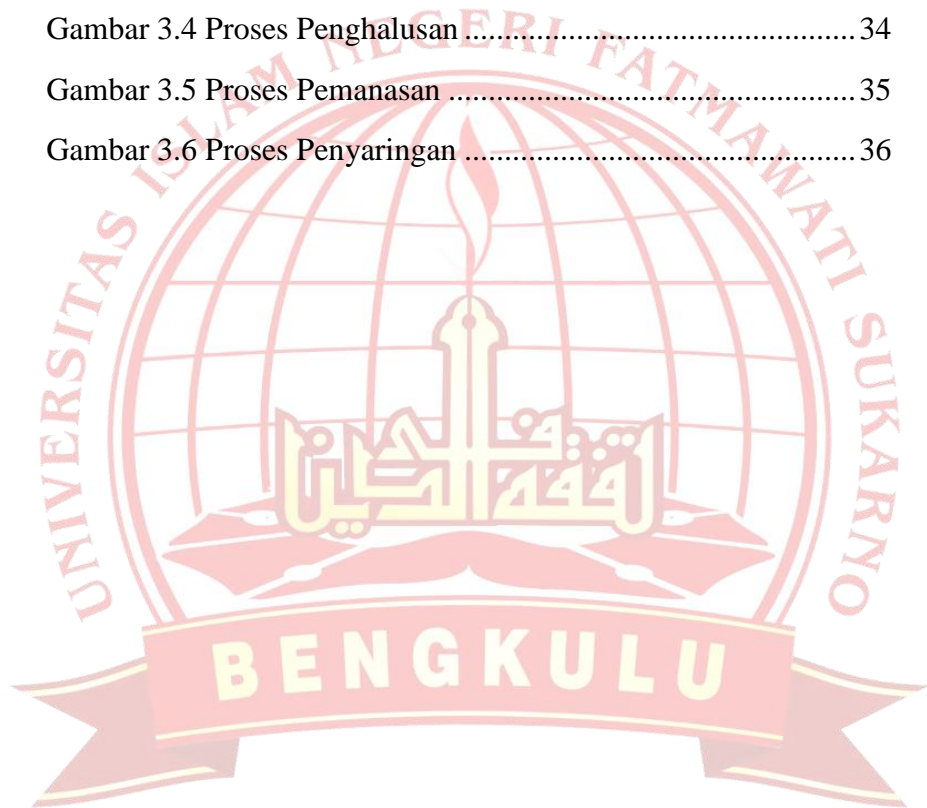 Gambar 3.4 Proses Penghalusan ................................................ 34
Gambar 3.5 Proses Pemanasan .................................................. 35
Gambar 3.6 Proses Penyaringan ................................................ 36
UNIVERSITAS ISLAM NEGERI FATMAWATI SUKARNO
BENGKULU